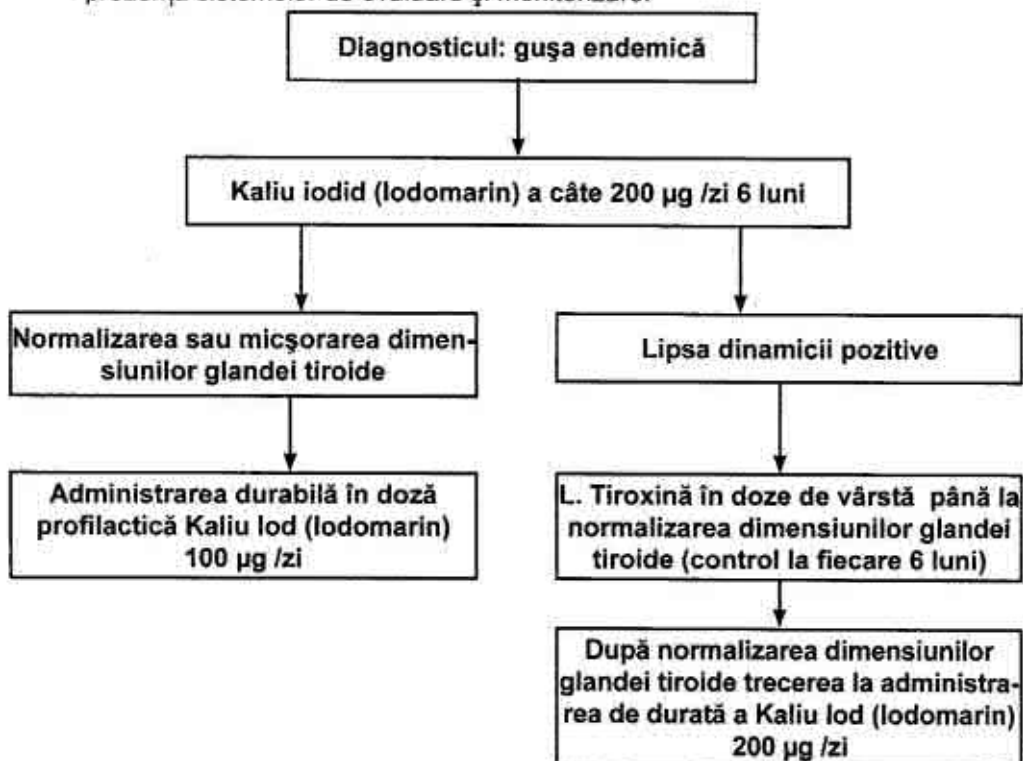 Diagnosticul: guşa endemică
Kaliu iodid (Iodomarin) a câte 200 µg /zi 6 luni
Normalizarea sau micşorarea dimen-
siunilor glandei tiroide
Lipsa dinamicii pozitive
Administrarea durabilă în doză
profilactică Kaliu Iod (Iodomarin)
100 µg /zi
L. Tiroxină în doze de vârstă până la
normalizarea dimensiunilor glandei
tiroide (control la fiecare 6 luni)
După normalizarea dimensiunilor
glandei tiroide trecerea la administra-
rea de durată a Kaliu Iod (Iodomarin)
200 µg /zi